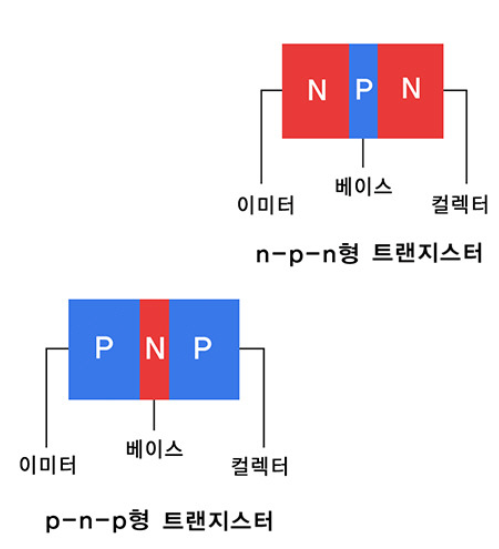 N P N
베이스
이미터
컬렉터
n-p-n형 트랜지스터
P N P
베이스
이미터
컬렉터
p-n-p형 트랜지스터